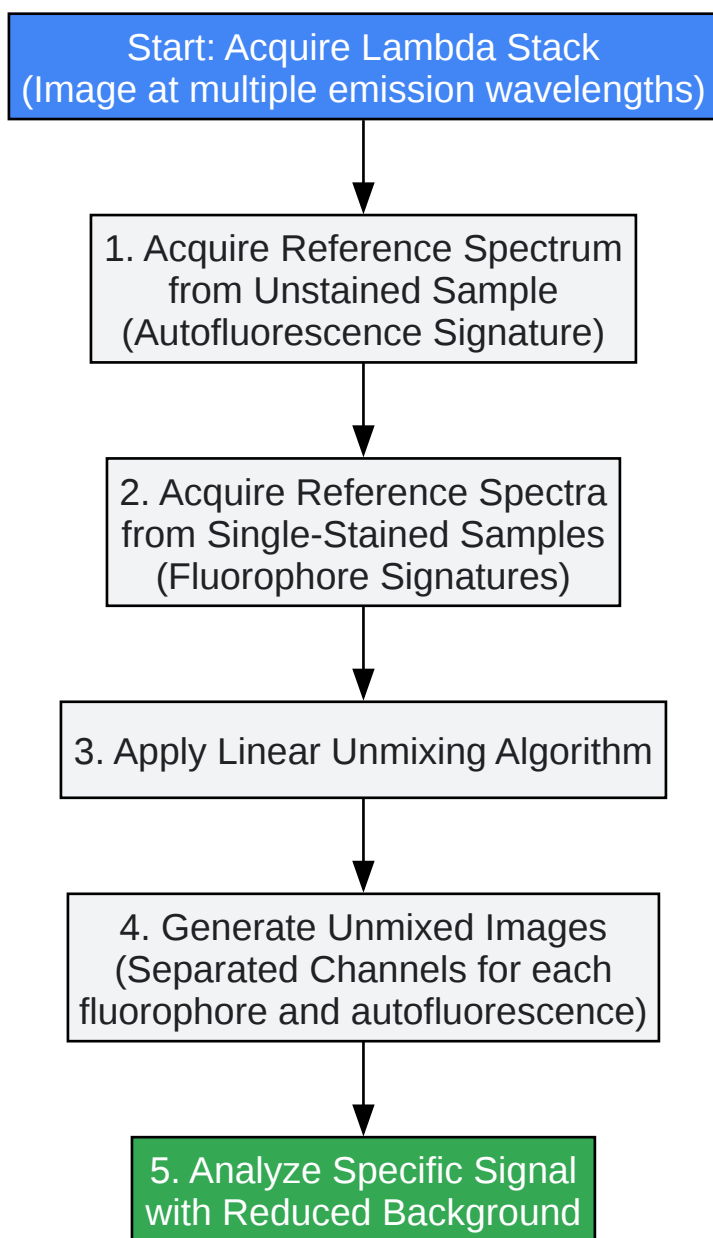 Start: Acquire Lambda Stack
(Image at multiple emission wavelengths)
1. Acquire Reference Spectrum
from Unstained Sample
(Autofluorescence Signature)
2. Acquire Reference Spectra
from Single-Stained Samples
(Fluorophore Signatures)
3. Apply Linear Unmixing Algorithm
4. Generate Unmixed Images
(Separated Channels for each
fluorophore and autofluorescence)
5. Analyze Specific Signal
with Reduced Background